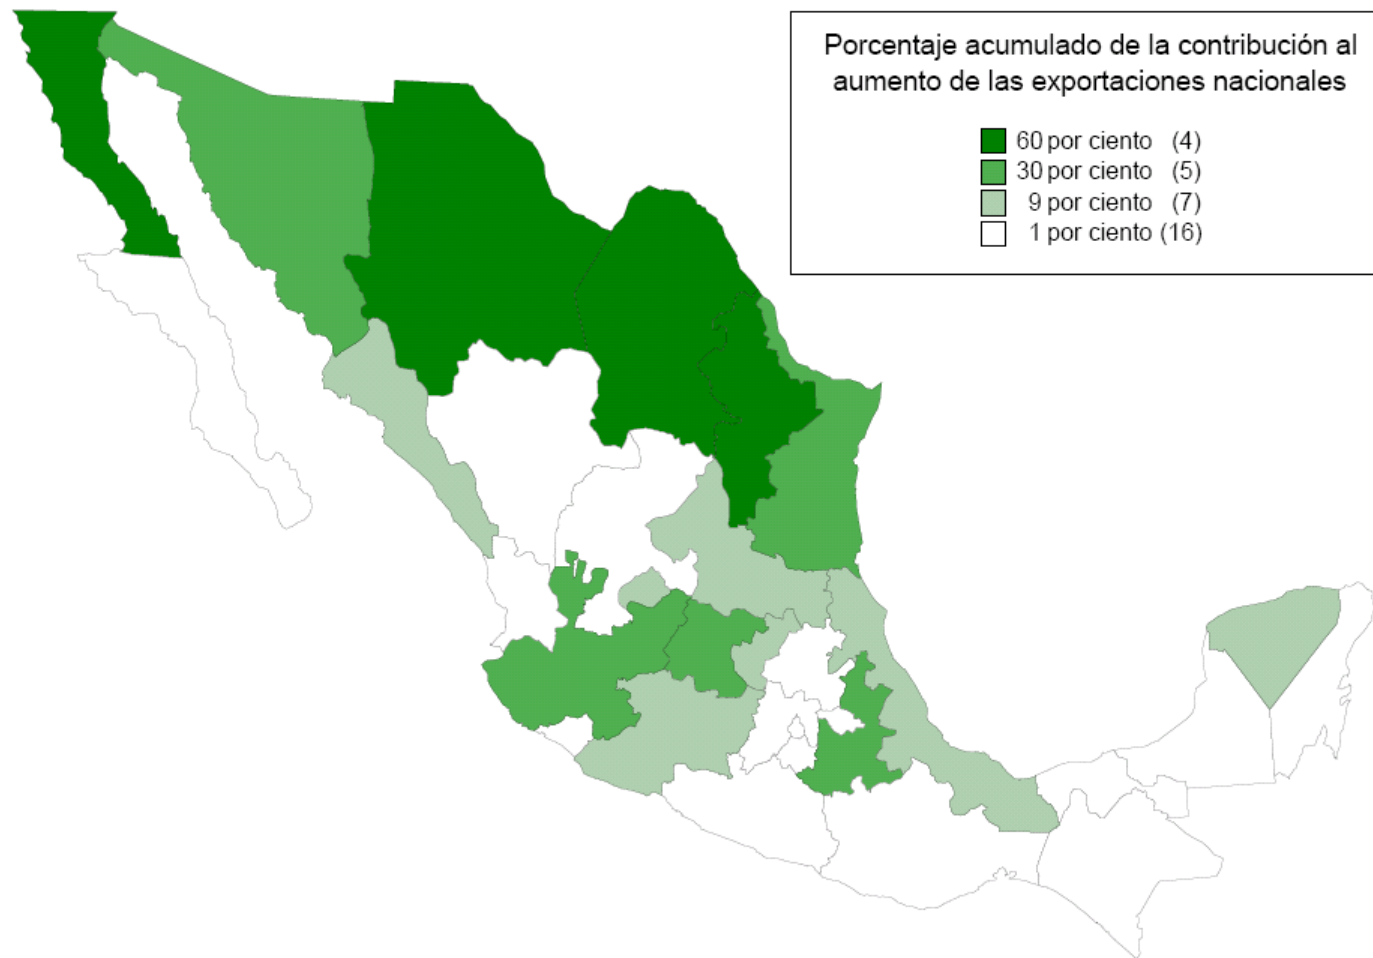 Porcentaje acumulado de la contribución al
aumento de las exportaciones nacionales
60 por ciento (4)
30 por ciento (5)
9 por ciento (7)
1 por ciento (16)